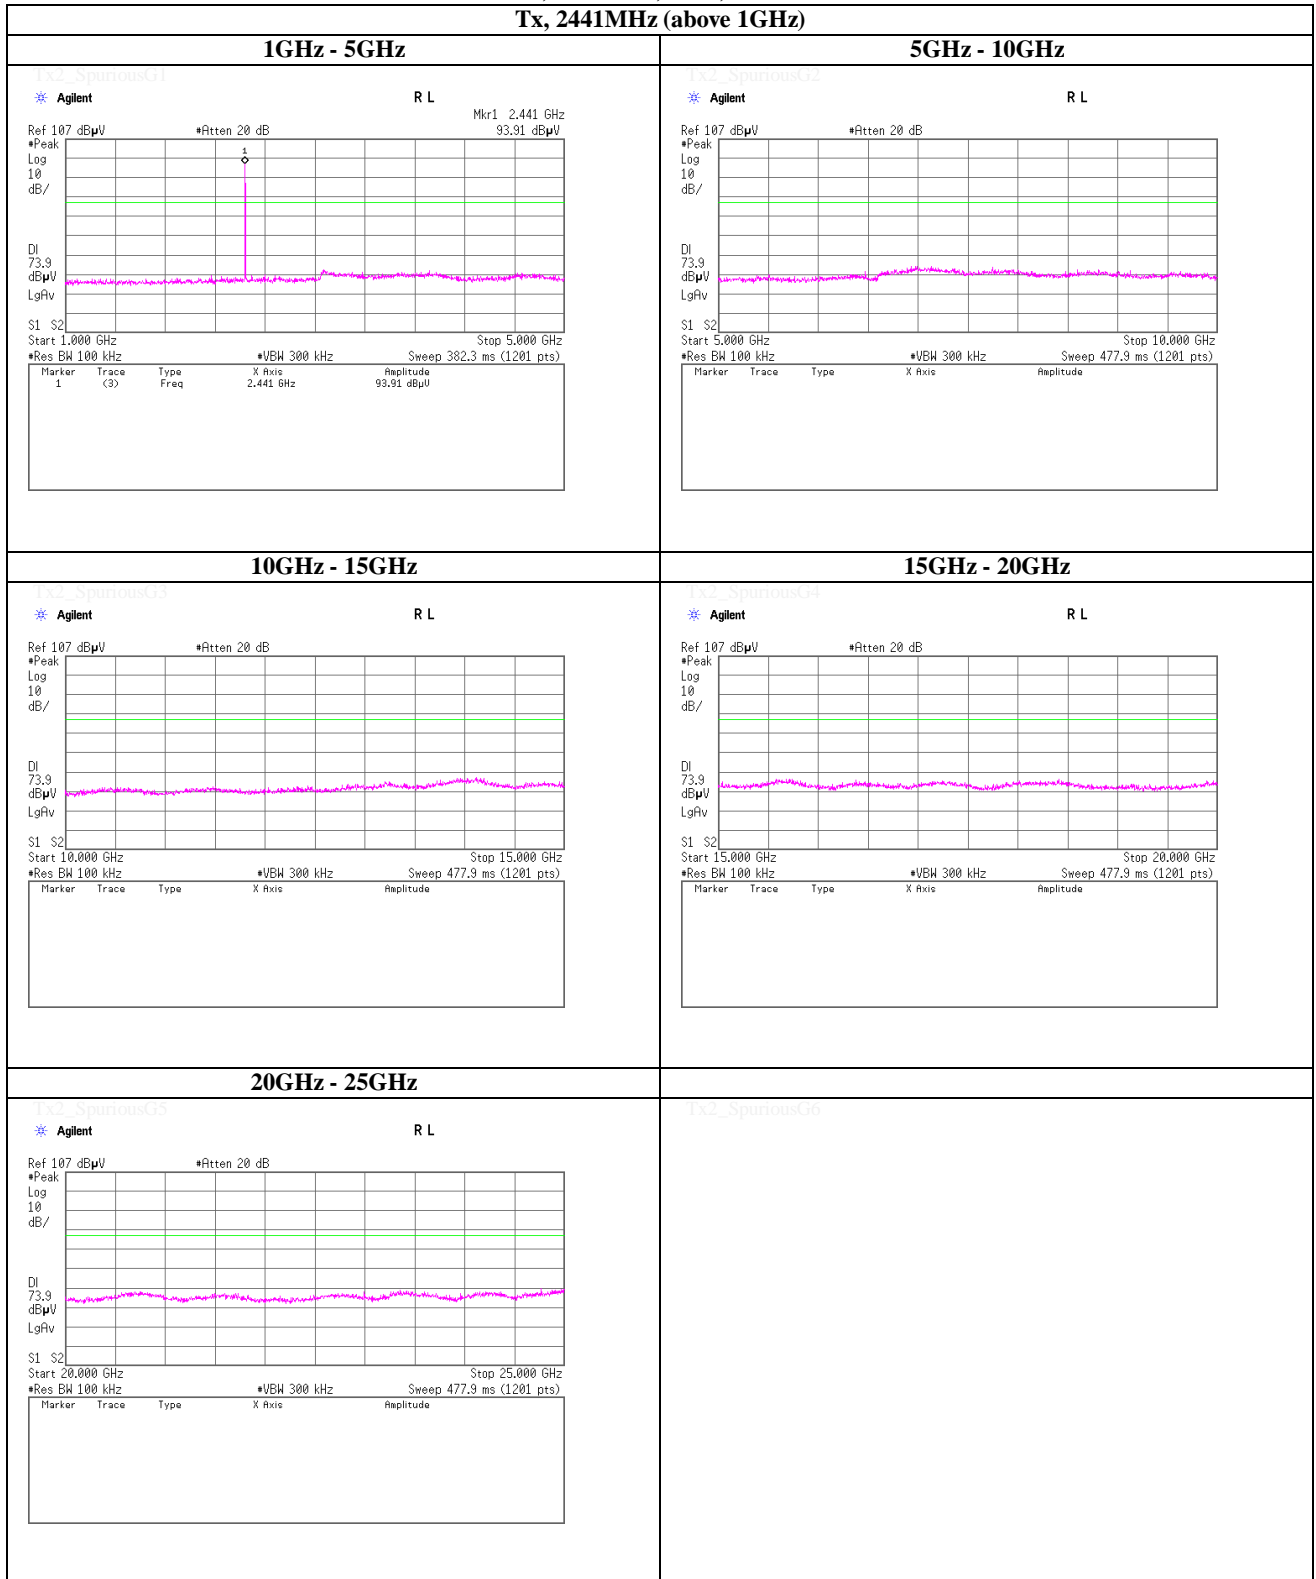 Tx, 2441MHz (above 1GHz)
1GHz - 5GHz
5GHz - 10GHz
Tx2_SpuriousG1
Agilent
R L
Mkr1 2.441 GHz
Ref 107 dBµV
#Atten 20 dB
93.91 dBµV
#Peak
Log
10
dB/
1
DI
73.9
dBµV
LgAv
S1 S2
Start 1.000 GHz
Stop 5.000 GHz
#Res BW 100 kHz
#VBW 300 kHz
Sweep 382.3 ms (1201 pts)
Marker Trace Type X Axis Amplitude
1 (3) Freq 2.441 GHz 93.91 dBµV
Tx2_SpuriousG2
Agilent
R L
Ref 107 dBµV
#Atten 20 dB
#Peak
Log
10
dB/
DI
73.9
dBµV
LgAv
S1 S2
Start 5.000 GHz
Stop 10.000 GHz
#Res BW 100 kHz
#VBW 300 kHz
Sweep 477.9 ms (1201 pts)
Marker Trace Type X Axis Amplitude
10GHz - 15GHz
15GHz - 20GHz
Tx2_SpuriousG3
Agilent
R L
Ref 107 dBµV
#Atten 20 dB
#Peak
Log
10
dB/
DI
73.9
dBµV
LgAv
S1 S2
Start 10.000 GHz
Stop 15.000 GHz
#Res BW 100 kHz
#VBW 300 kHz
Sweep 477.9 ms (1201 pts)
Marker Trace Type X Axis Amplitude
Tx2_SpuriousG4
Agilent
R L
Ref 107 dBµV
#Atten 20 dB
#Peak
Log
10
dB/
DI
73.9
dBµV
LgAv
S1 S2
Start 15.000 GHz
Stop 20.000 GHz
#Res BW 100 kHz
#VBW 300 kHz
Sweep 477.9 ms (1201 pts)
Marker Trace Type X Axis Amplitude
20GHz - 25GHz
Tx2_SpuriousG5
Agilent
R L
Ref 107 dBµV
#Atten 20 dB
#Peak
Log
10
dB/
DI
73.9
dBµV
LgAv
S1 S2
Start 20.000 GHz
Stop 25.000 GHz
#Res BW 100 kHz
#VBW 300 kHz
Sweep 477.9 ms (1201 pts)
Marker Trace Type X Axis Amplitude
Tx2_SpuriousG6